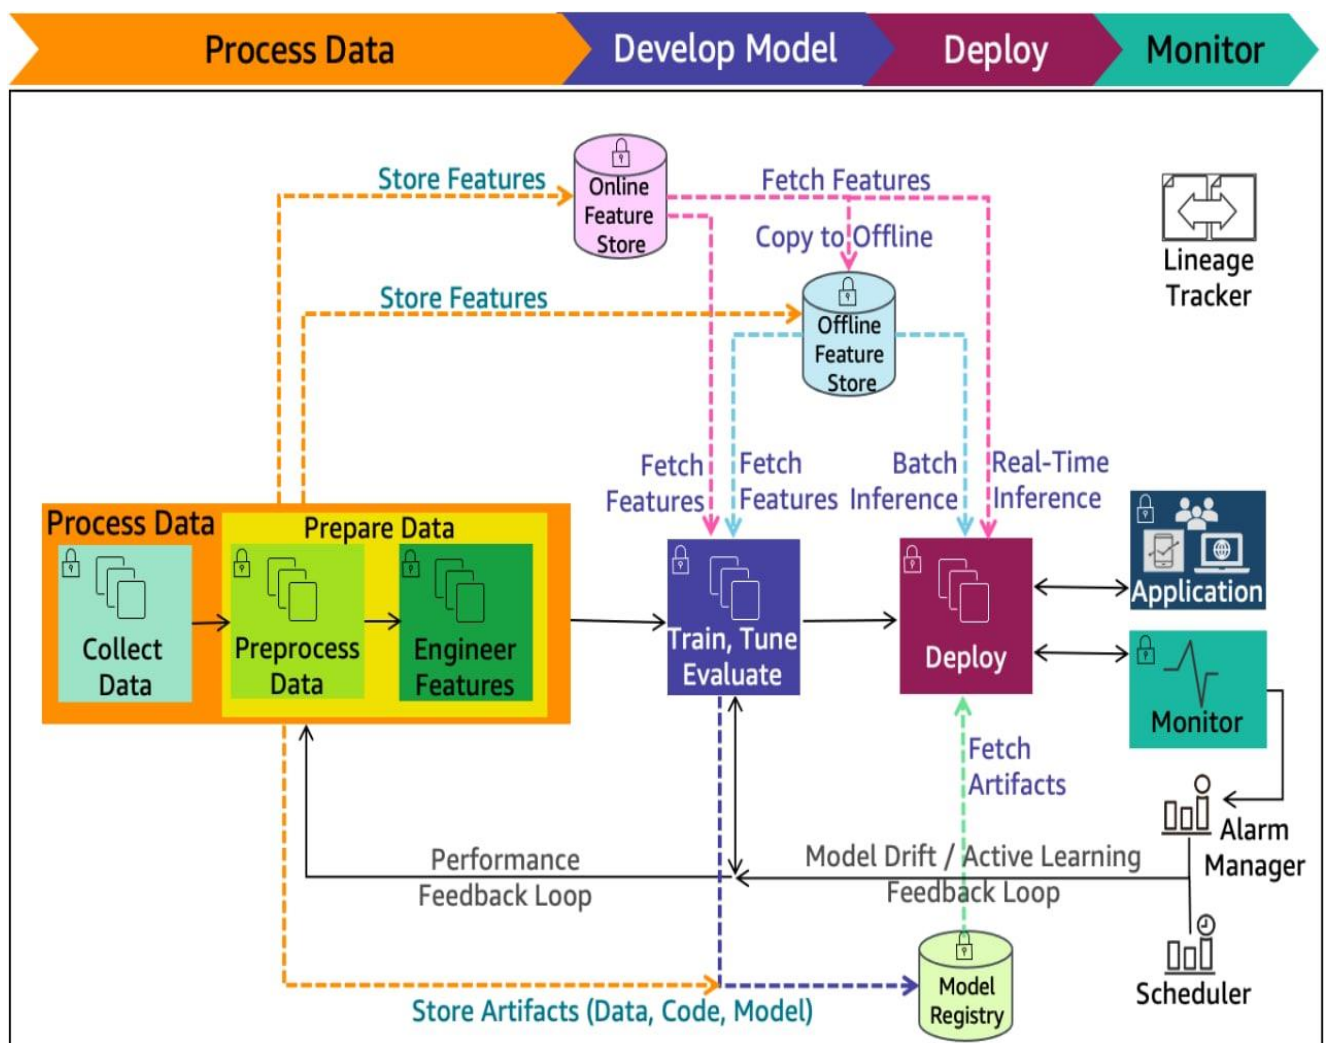 Process Data
Develop Model
Deploy
Monitor
Store Features
Online
Feature
Store
Fetch Features
Copy to Offline
Lineage
Tracker
Store Features
Offline
Feature
Store
Fetch
Features
Fetch
Features
Batch
Inference
Real-Time
Inference
Process Data
Prepare Data
Collect
Data
Preprocess
Data
Engineer
Features
Train, Tune
Evaluate
Deploy
Application
Monitor
Fetch
Artifacts
Alarm
Manager
Performance
Feedback Loop
Model Drift / Active Learning
Feedback Loop
Model
Registry
Scheduler
Store Artifacts (Data, Code, Model)